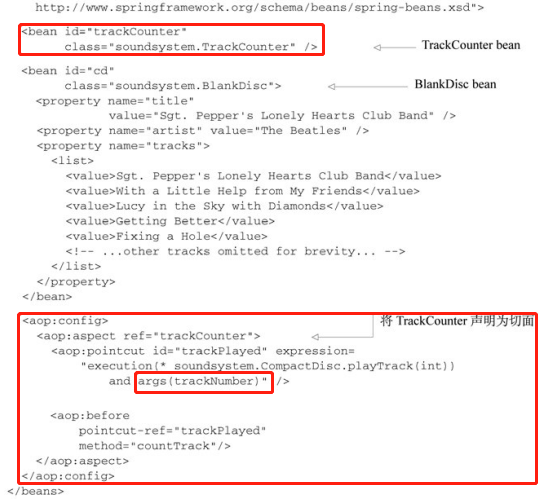 http://www.springframework.org/schema/beans/spring-beans.xsd">
<bean id="trackCounter"
class="soundsystem.TrackCounter" />
TrackCounter bean
<bean id="cd"
class="soundsystem.BlankDisc">
BlankDisc bean
<property name="title"
value="Sgt. Pepper's Lonely Hearts Club Band" />
<property name="artist" value="The Beatles" />
<property name="tracks">
<list>
<value>Sgt. Pepper's Lonely Hearts Club Band</value>
<value>With a Little Help from My Friends</value>
<value>Lucy in the Sky with Diamonds</value>
<value>Getting Better</value>
<value>Fixing a Hole</value>
<!-- ...other tracks omitted for brevity... -->
</list>
</property>
</bean>
<aop:config>
将 TrackCounter 声明为切面
<aop:aspect ref="trackCounter">
<aop:pointcut id="trackPlayed" expression=
"execution(* soundsystem.CompactDisc.playTrack(int))
and args(trackNumber)" />
<aop:before
pointcut-ref="trackPlayed"
method="countTrack"/>
</aop:aspect>
</aop:config>
</beans>